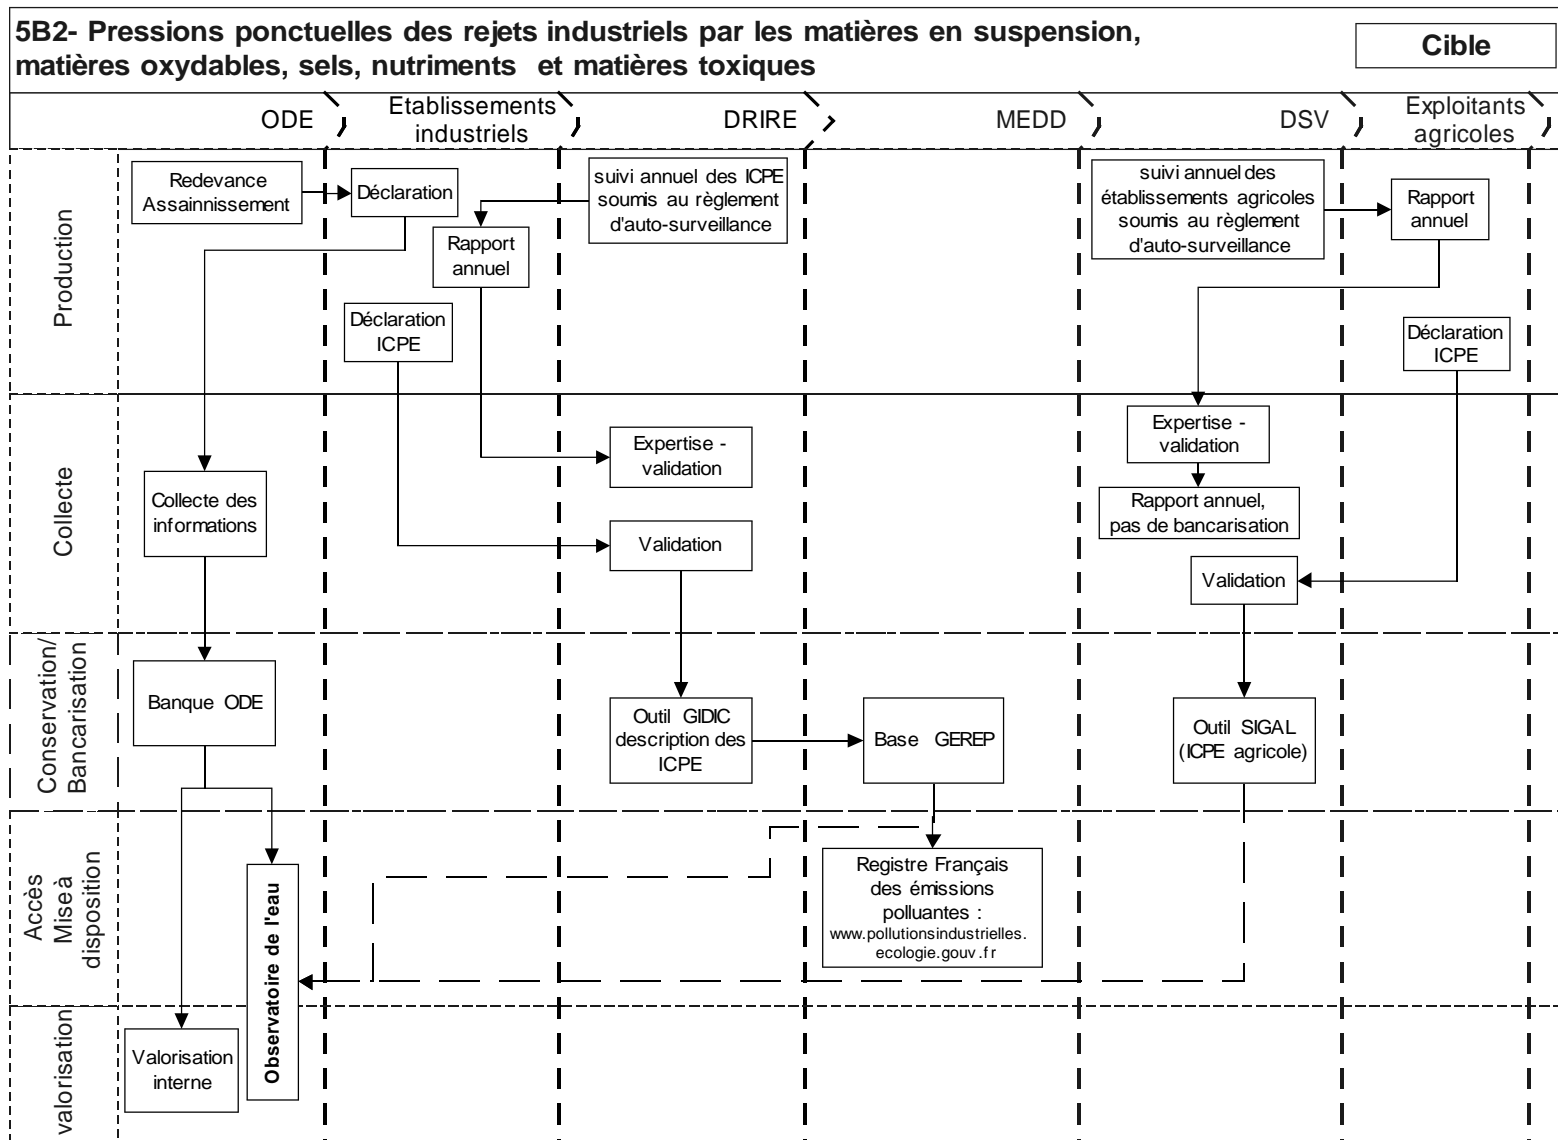 5B2- Pressions ponctuelles des rejets industriels par les matières en suspension,
matières oxydables, sels, nutriments et matières toxiques
Cible
ODE
Etablissements
industriels
DRIRE
MEDD
DSV
Exploitants
agricoles
Production
Redevance
Assainnissement
Déclaration
Rapport
annuel
Déclaration
ICPE
suivi annuel des ICPE
soumis au règlement
d'auto-surveillance
suivi annuel des
établissements agricoles
soumis au règlement
d'auto-surveillance
Rapport
annuel
Déclaration
ICPE
Collecte
Collecte des
informations
Expertise -
validation
Validation
Expertise -
validation
Rapport annuel,
pas de bancarisation
Validation
Conservation/
Bancarisation
Banque ODE
Outil GIDIC
description des
ICPE
Base GEREP
Outil SIGAL
(ICPE agricole)
Accès
Mise à
disposition
Observatoire de l'eau
Registre Français
des émissions
polluantes :
www.pollutionsindustrielles.
ecologie.gouv.fr
valorisation
Valorisation
interne